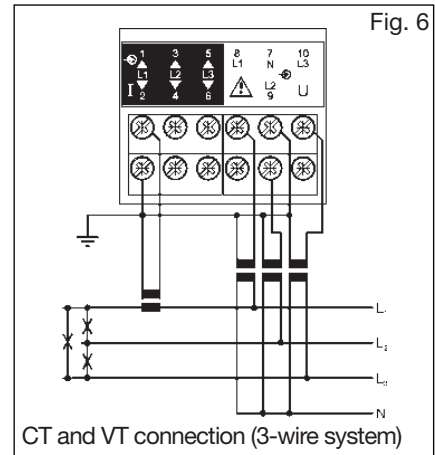 Fig. 6
1 3 5 8 7 10
L1 N L3
L1 L2 L3
L2
I 2 4 6 9 U
L₁
L₂
L₃
N
CT and VT connection (3-wire system)